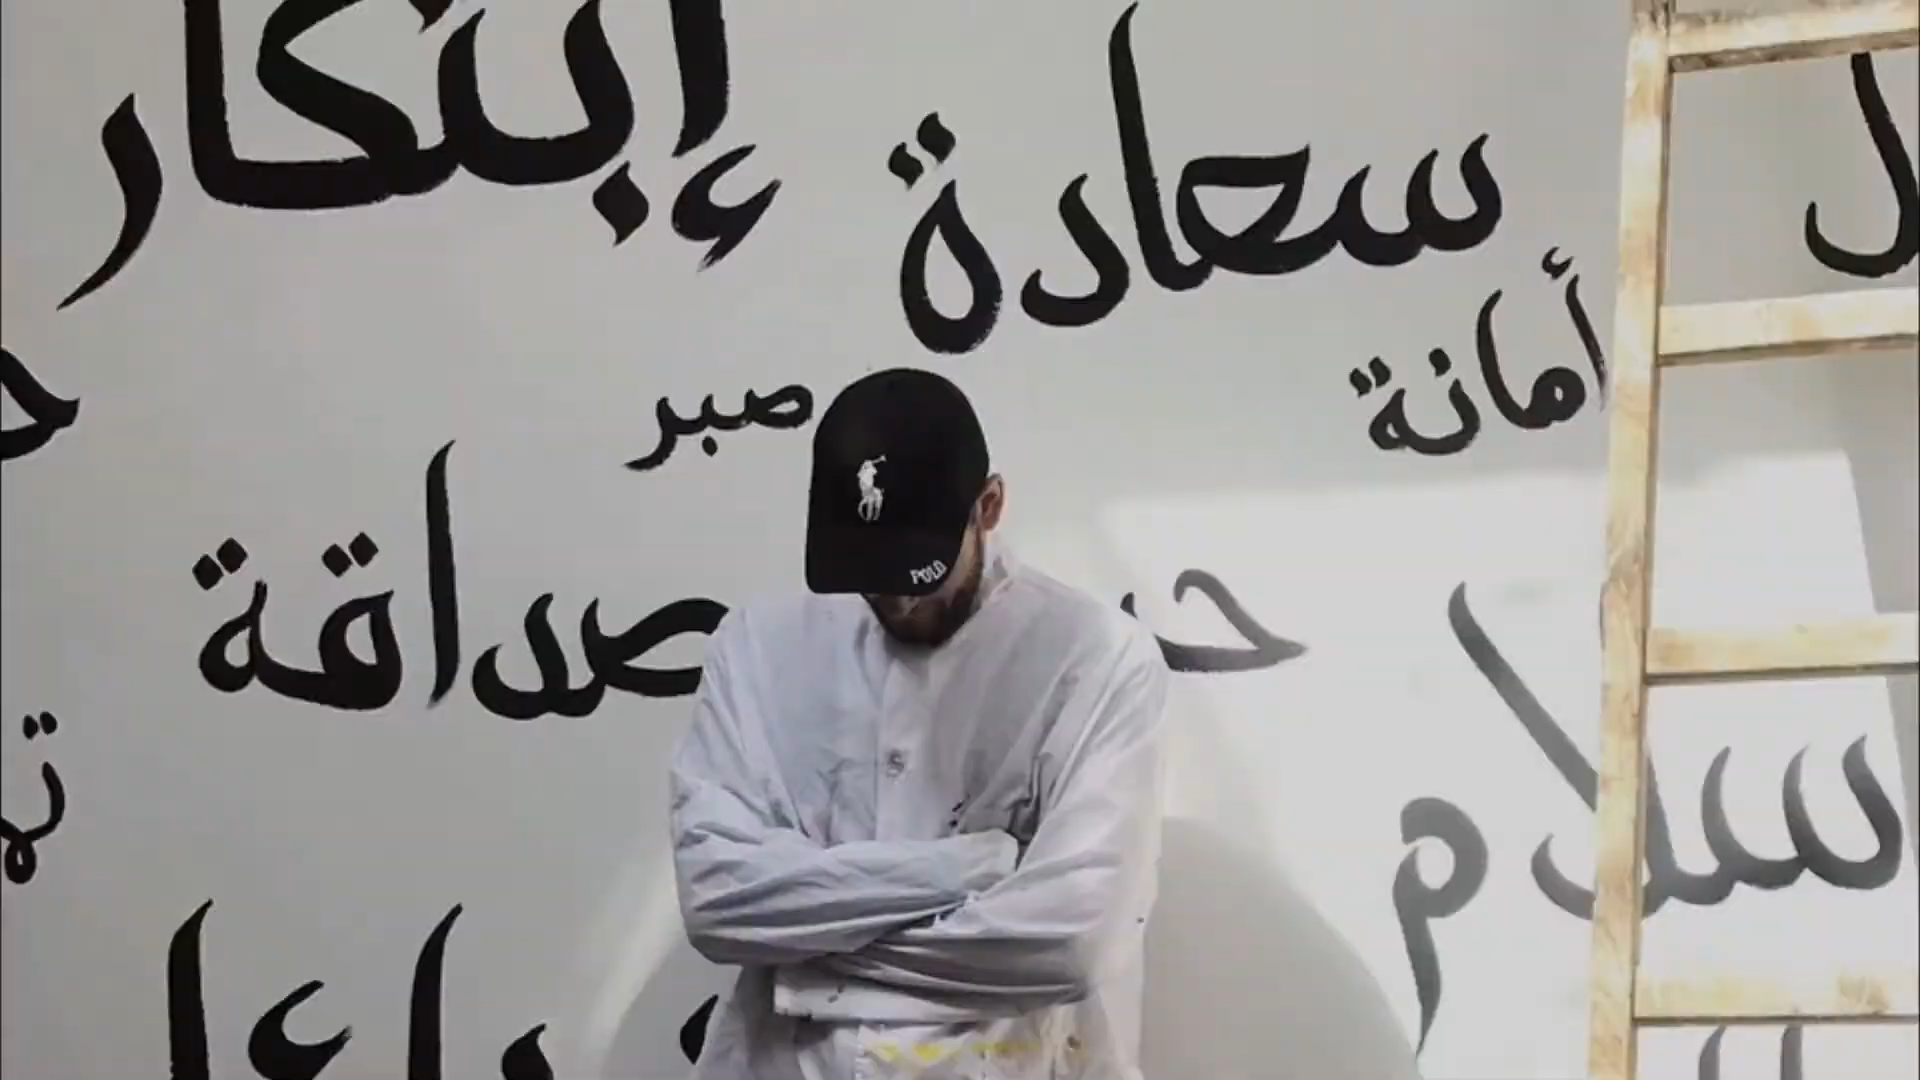 إبتكار
سعادة
أمانة
صبر
POLO
صداقة
سلام